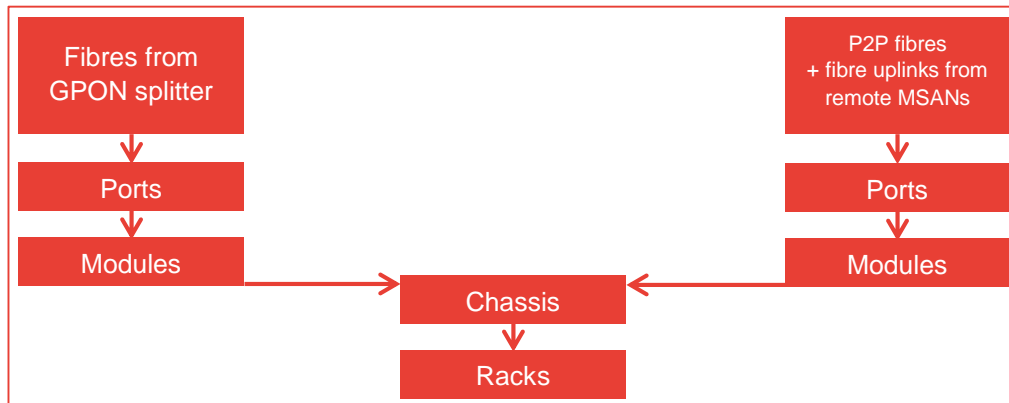 Fibres from
GPON splitter
P2P fibres
+ fibre uplinks from
remote MSANs
Ports
Ports
Modules
Modules
Chassis
Racks